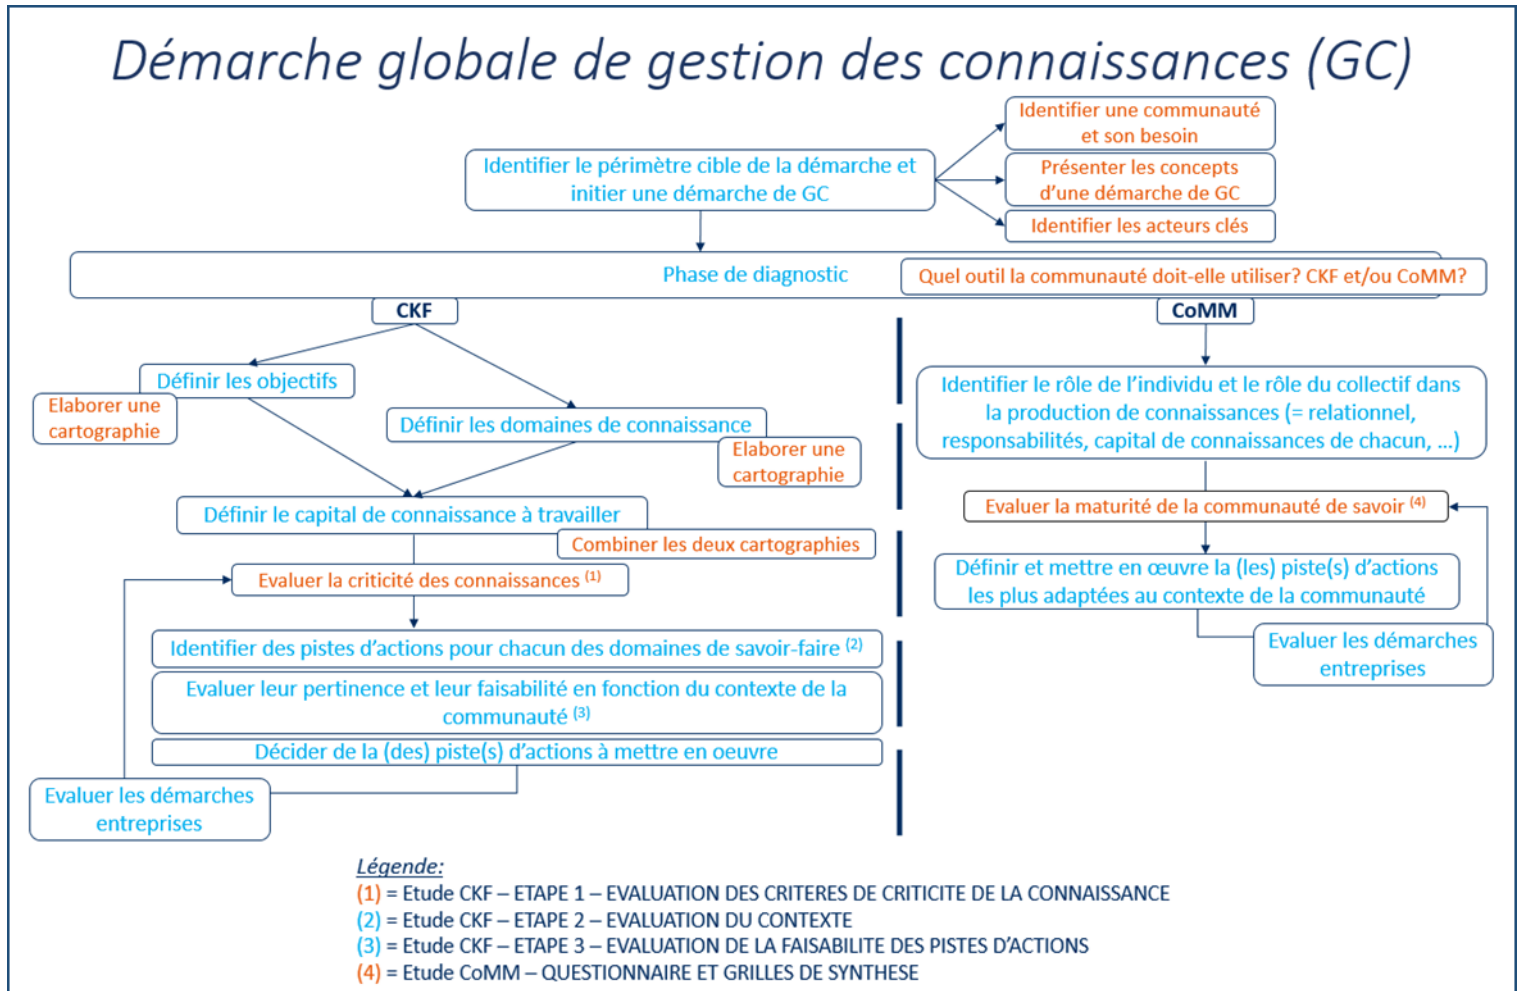 Démarche globale de gestion des connaissances (GC)
Identifier une communauté
et son besoin
Identifier le périmètre cible de la démarche et
initier une démarche de GC
Présenter les concepts
d'une démarche de GC
Identifier les acteurs clés
Phase de diagnostic
Quel outil la communauté doit-elle utiliser? CKF et/ou CoMM?
CKF
CoMM
Définir les objectifs
Elaborer une
cartographie
Définir les domaines de connaissance
Elaborer une
cartographie
Définir le capital de connaissance à travailler
Combiner les deux cartographies
Evaluer la criticité des connaissances (1)
Identifier des pistes d'actions pour chacun des domaines de savoir-faire (2)
Evaluer leur pertinence et leur faisabilité en fonction du contexte de la
communauté (3)
Décider de la (des) piste(s) d'actions à mettre en oeuvre
Evaluer les démarches
entreprises
Identifier le rôle de l'individu et le rôle du collectif dans
la production de connaissances (= relationnel,
responsabilités, capital de connaissances de chacun, ...)
Evaluer la maturité de la communauté de savoir (4)
Définir et mettre en œuvre la (les) piste(s) d'actions
les plus adaptées au contexte de la communauté
Evaluer les démarches
entreprises
Légende:
(1) = Etude CKF – ETAPE 1 – EVALUATION DES CRITERES DE CRITICITE DE LA CONNAISSANCE
(2) = Etude CKF – ETAPE 2 – EVALUATION DU CONTEXTE
(3) = Etude CKF – ETAPE 3 – EVALUATION DE LA FAISABILITE DES PISTES D'ACTIONS
(4) = Etude CoMM – QUESTIONNAIRE ET GRILLES DE SYNTHESE